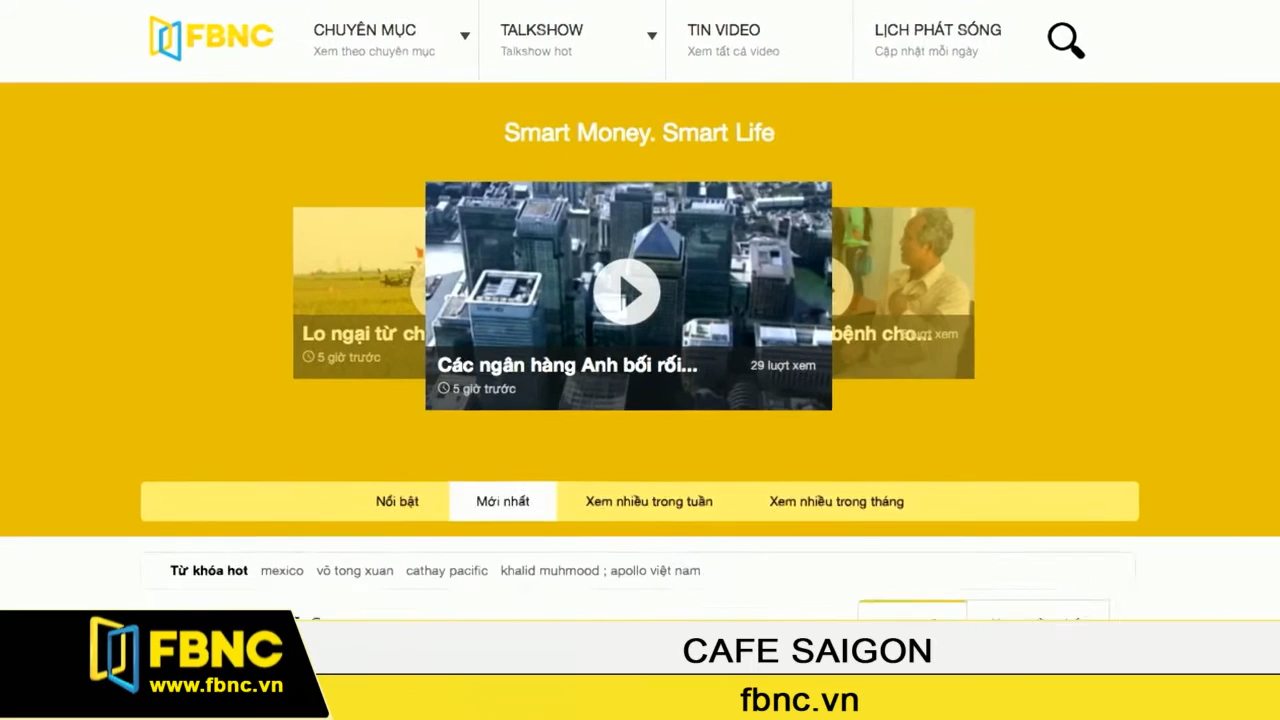 FBNC
CHUYÊN MỤC
Xem theo chuyên mục
TALKSHOW
Talkshow hot
TIN VIDEO
Xem tất cả video
LỊCH PHÁT SÓNG
Cập nhật mỗi ngày
Smart Money. Smart Life
Lo ngại từ ch
5 giờ trước
Các ngân hàng Anh bối rối...
29 lượt xem
5 giờ trước
bệnh cho...
lượt xem
Nổi bật
Mới nhất
Xem nhiều trong tuần
Xem nhiều trong tháng
Từ khóa hot mexico võ tong xuan cathay pacific khalid muhmood ; apollo việt nam
FBNC
www.fbnc.vn
CAFE SAIGON
fbnc.vn